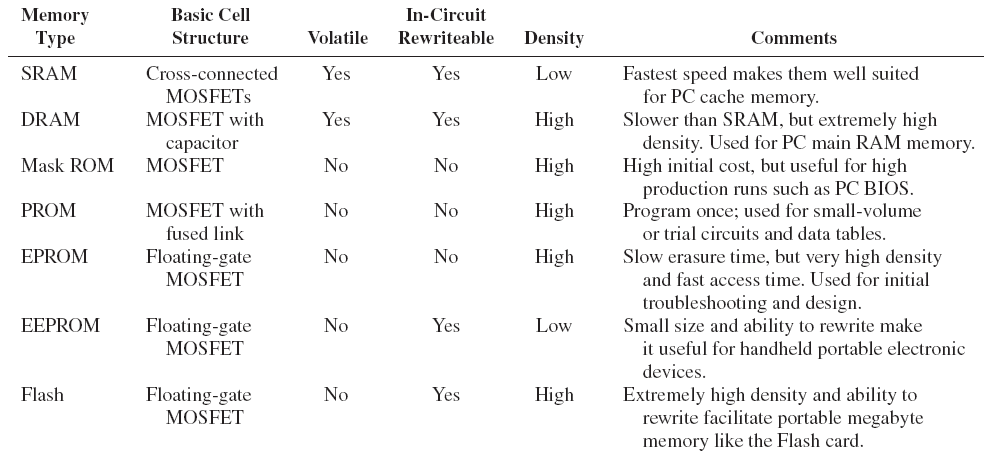 Memory Basic Cell In-Circuit
Type Structure Volatile Rewriteable Density Comments
SRAM Cross-connected Yes Yes Low Fastest speed makes them well suited
MOSFETs for PC cache memory.
DRAM MOSFET with Yes Yes High Slower than SRAM, but extremely high
capacitor density. Used for PC main RAM memory.
Mask ROM MOSFET No No High High initial cost, but useful for high
production runs such as PC BIOS.
PROM MOSFET with No No High Program once; used for small-volume
fused link or trial circuits and data tables.
EPROM Floating-gate No No High Slow erasure time, but very high density
MOSFET and fast access time. Used for initial
troubleshooting and design.
EEPROM Floating-gate No Yes Low Small size and ability to rewrite make
MOSFET it useful for handheld portable electronic
devices.
Flash Floating-gate No Yes High Extremely high density and ability to
MOSFET rewrite facilitate portable megabyte
memory like the Flash card.